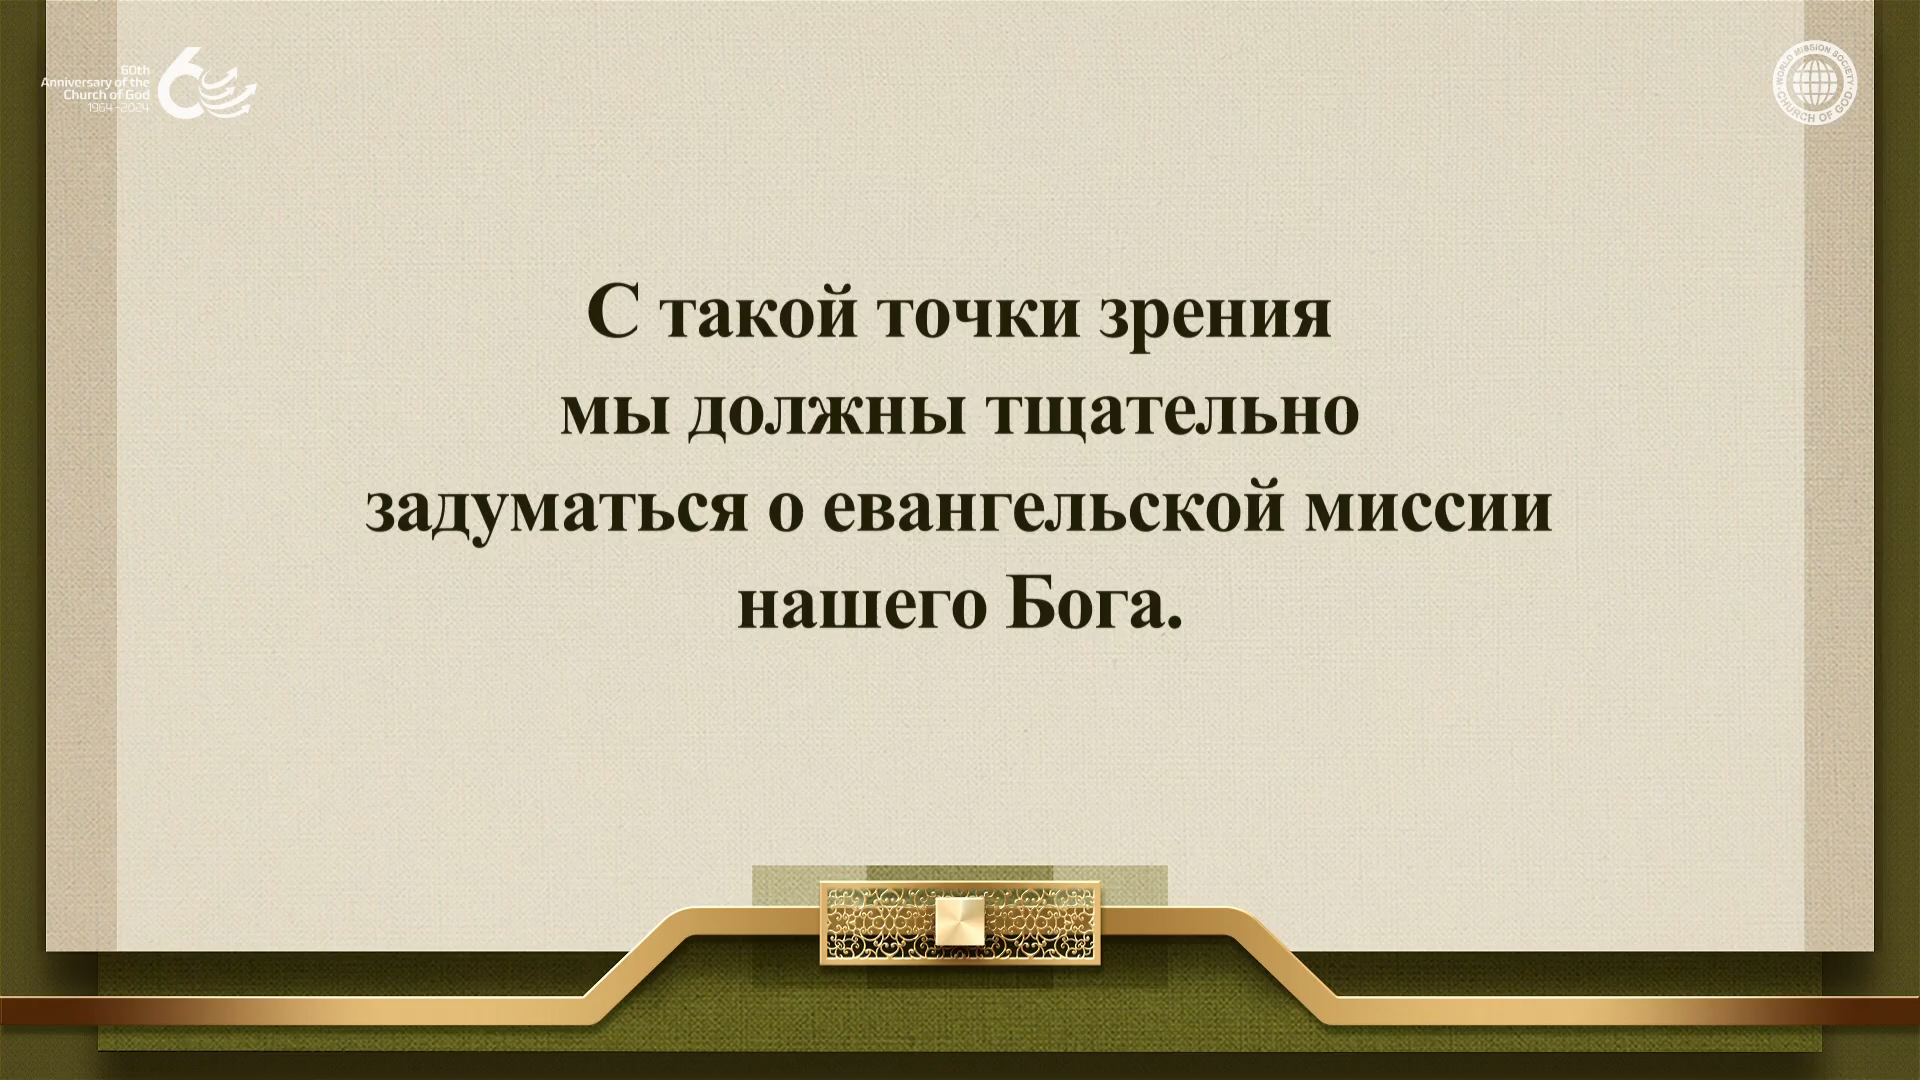 60th
Anniversary of the
Church of God
1964-2024
WORLD MISSION SOCIETY
CHURCH OF GOD
С такой точки зрения
мы должны тщательно
задуматься о евангельской миссии
нашего Бога.